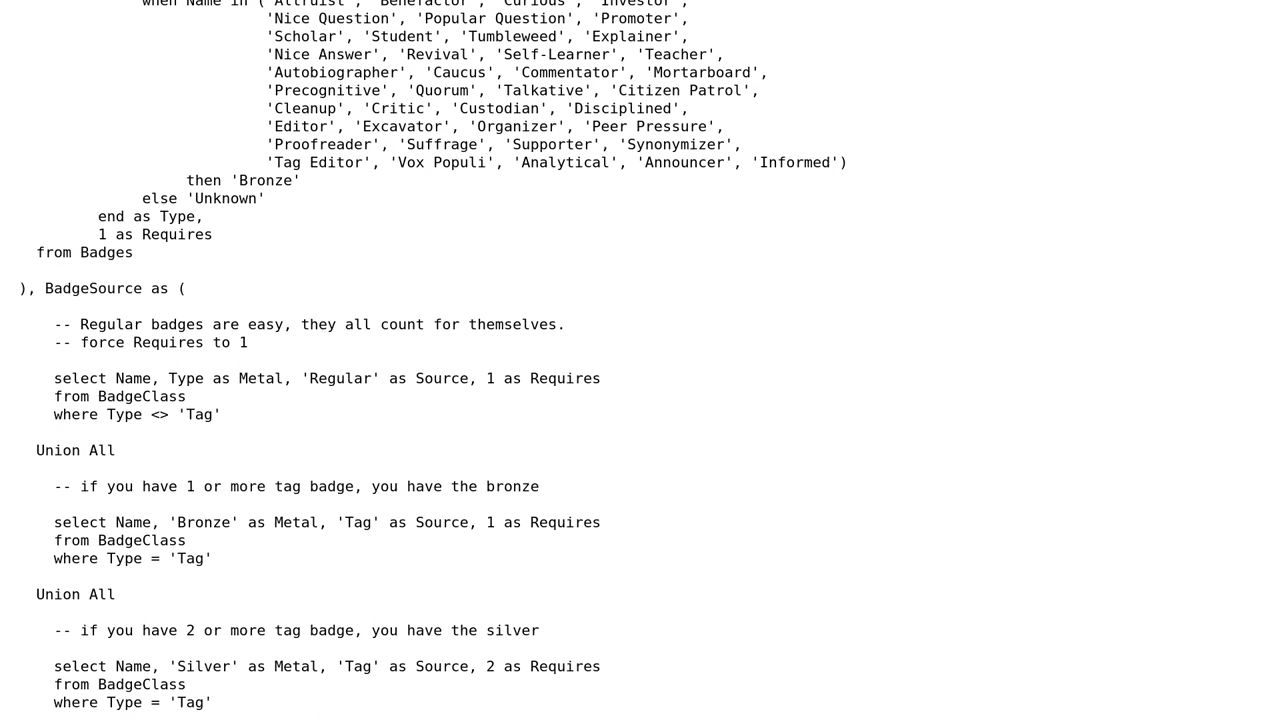 when Name in ('Altruist', 'Benefactor', 'Curious', 'Investor',
'Nice Question', 'Popular Question', 'Promoter',
'Scholar', 'Student', 'Tumbleweed', 'Explainer',
'Nice Answer', 'Revival', 'Self-Learner', 'Teacher',
'Autobiographer', 'Caucus', 'Commentator', 'Mortarboard',
'Precognitive', 'Quorum', 'Talkative', 'Citizen Patrol',
'Cleanup', 'Critic', 'Custodian', 'Disciplined',
'Editor', 'Excavator', 'Organizer', 'Peer Pressure',
'Proofreader', 'Suffrage', 'Supporter', 'Synonymizer',
'Tag Editor', 'Vox Populi', 'Analytical', 'Announcer', 'Informed')
then 'Bronze'
else 'Unknown'
end as Type,
1 as Requires
from Badges
), BadgeSource as (
-- Regular badges are easy, they all count for themselves.
-- force Requires to 1
select Name, Type as Metal, 'Regular' as Source, 1 as Requires
from BadgeClass
where Type <> 'Tag'
Union All
-- if you have 1 or more tag badge, you have the bronze
select Name, 'Bronze' as Metal, 'Tag' as Source, 1 as Requires
from BadgeClass
where Type = 'Tag'
Union All
-- if you have 2 or more tag badge, you have the silver
select Name, 'Silver' as Metal, 'Tag' as Source, 2 as Requires
from BadgeClass
where Type = 'Tag'